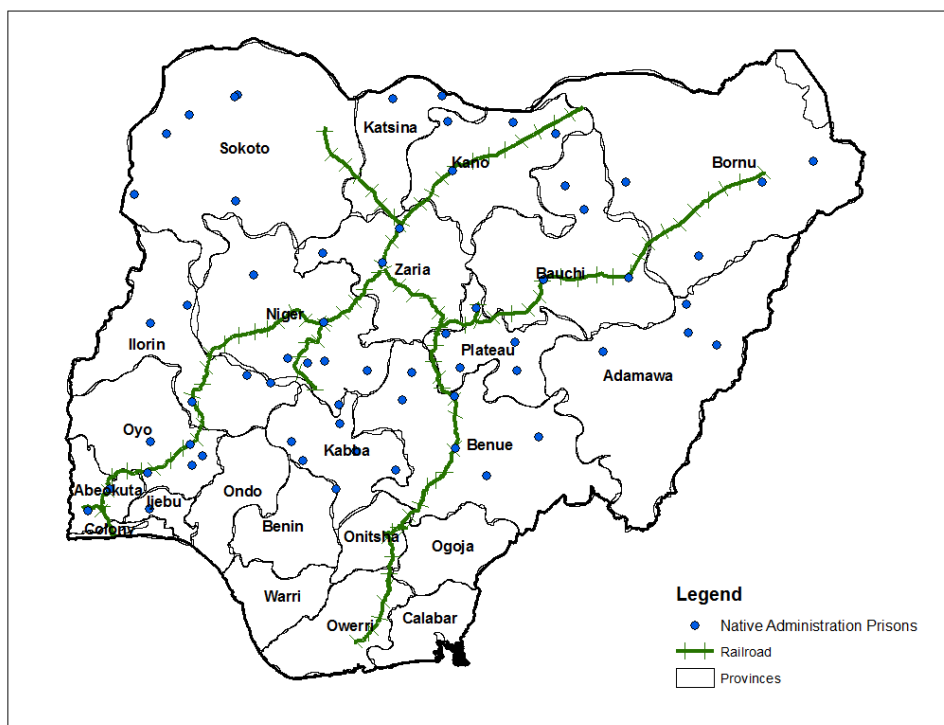 Katsina
Sokoto
Kano
Bornu
Zaria
Bauchi
Niger
Ilorin
Plateau
Adamawa
Oyo
Benue
Kabba
Abeokuta
Ijebu
Ondo
Colony
Benin
Onitsha
Ogoja
Warri
Owerri
Calabar
Legend
Native Administration Prisons
Railroad
Provinces